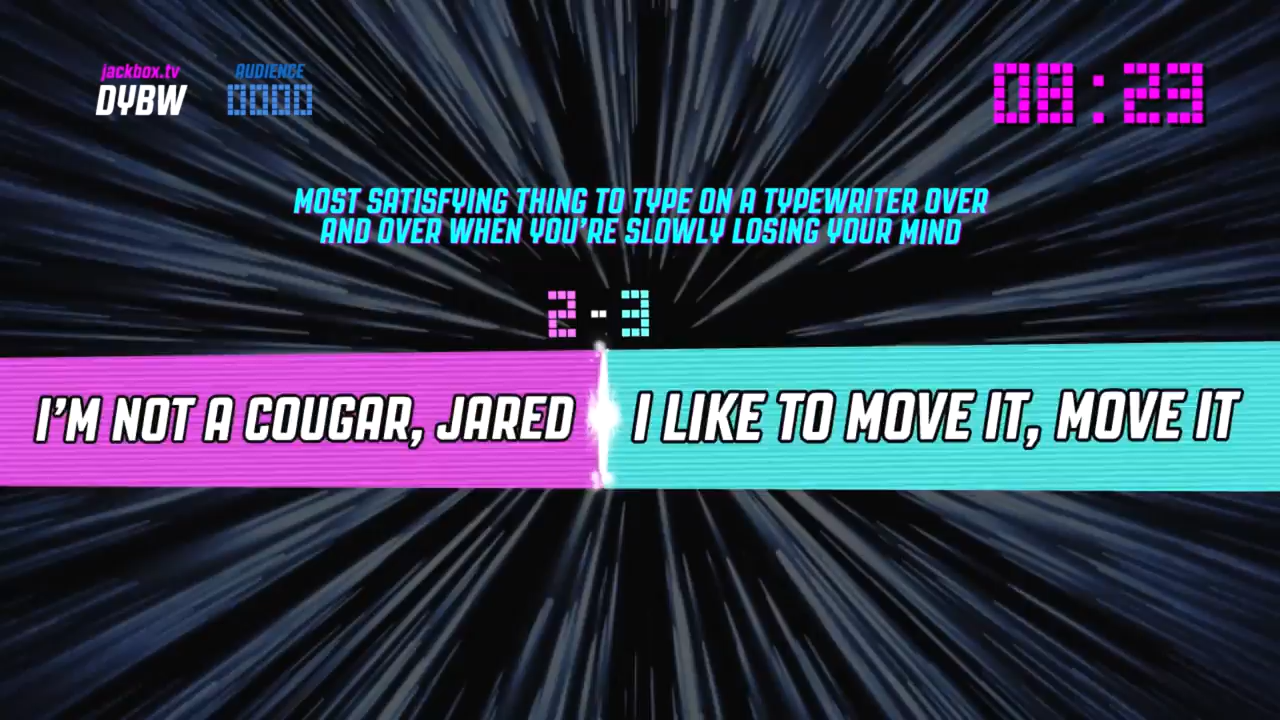 jackbox.tv
DYBW
AUDIENCE
0000
08:23
MOST SATISFYING THING TO TYPE ON A TYPEWRITER OVER
AND OVER WHEN YOU'RE SLOWLY LOSING YOUR MIND
2-3
I'M NOT A COUGAR, JARED
I LIKE TO MOVE IT, MOVE IT